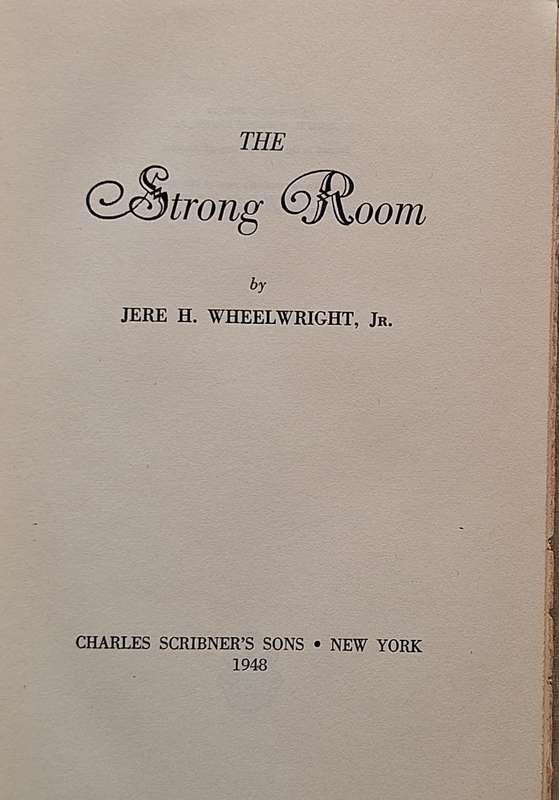 THE
Strong Room
by
JERE H. WHEELWRIGHT, JR.
CHARLES SCRIBNER'S SONS • NEW YORK
1948